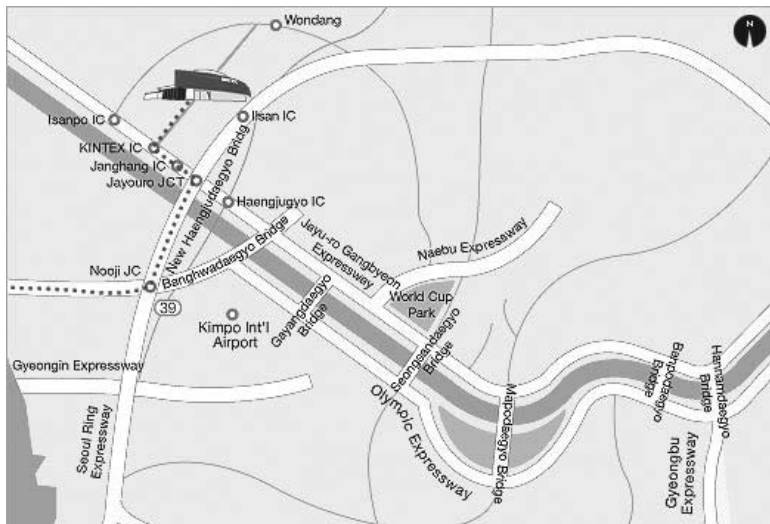 N
Wondang
Isanpo IC
Ilsan IC
KINTEX IC
Janghang IC
Jayouro JCT
New Haengjudaegyo Bridg
Haengjugyo IC
Jayu-ro Gangbyeon
Expressway
Naebu Expressway
Nooji JC
Banghwadaegyo Bridge
39
Kimpo Int'l
Airport
Gayangdaegyo
Bridge
World Cup
Park
Seongsandaegyo
Bridge
Gyeongin Expressway
Olymoic Expressway
Mapodaegyo Bridge
Banpodaegyo
Bridge
Hannamdaegyo
Bridge
Seoul Ring
Expressway
Gyeongbu
Expressway